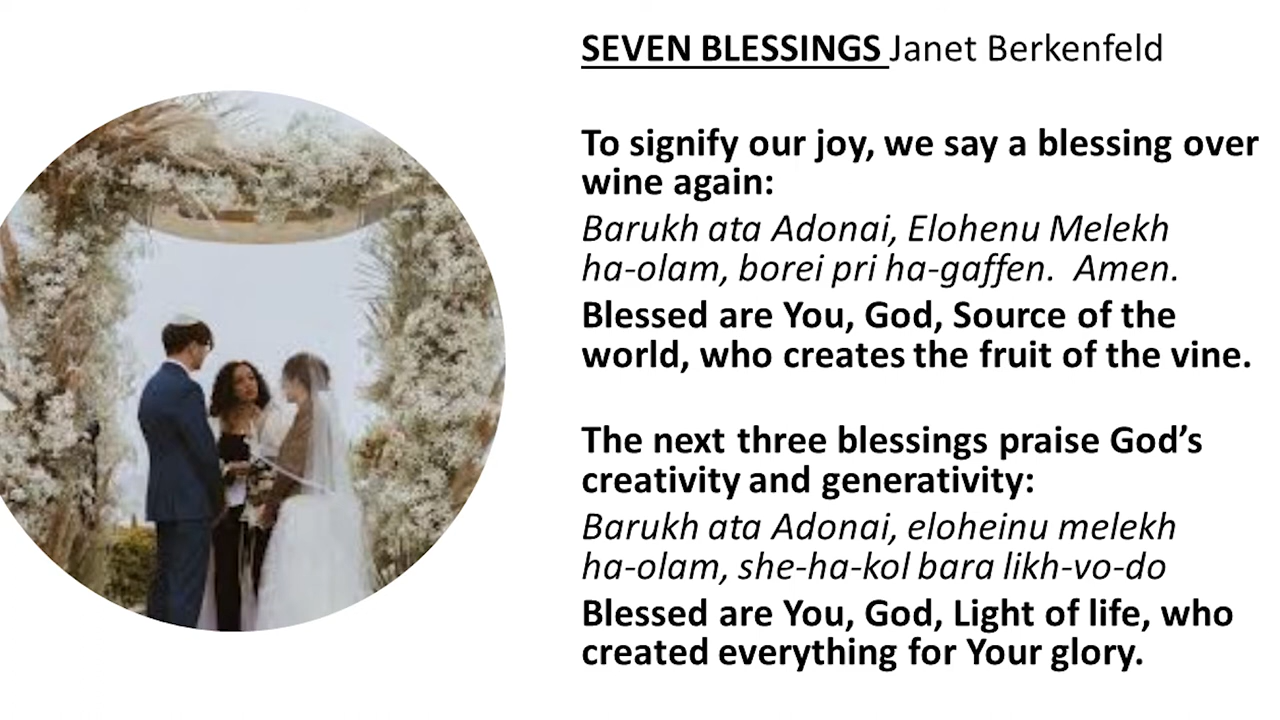 SEVEN BLESSINGS Janet Berkenfeld
To signify our joy, we say a blessing over
wine again:
Barukh ata Adonai, Elohenu Melekh
ha-olam, borei pri ha-gaffen.  Amen.
Blessed are You, God, Source of the
world, who creates the fruit of the vine.
The next three blessings praise God’s
creativity and generativity:
Barukh ata Adonai, eloheinu melekh
ha-olam, she-ha-kol bara likh-vo-do
Blessed are You, God, Light of life, who
created everything for Your glory.